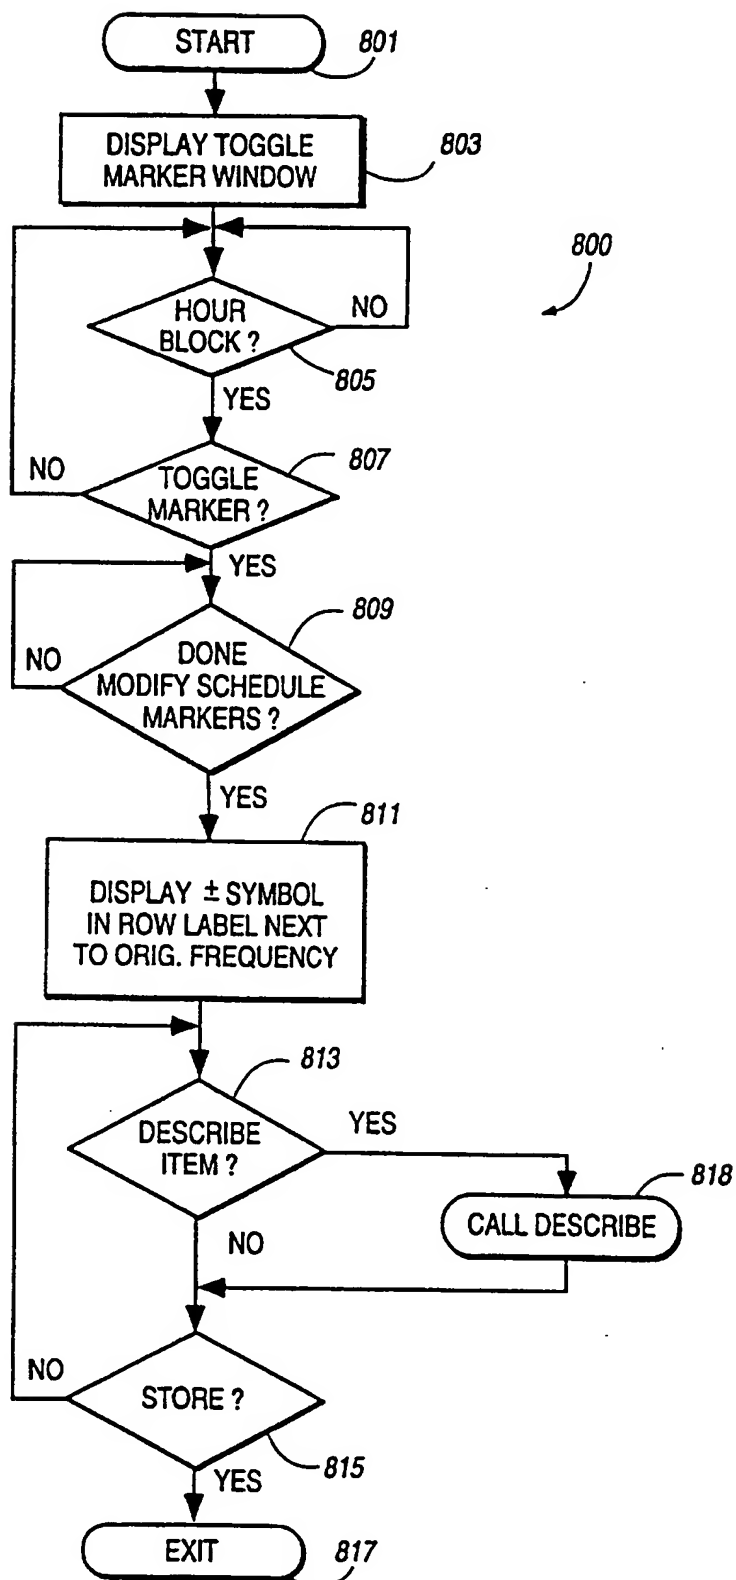 START
801
DISPLAY TOGGLE
MARKER WINDOW
803
800
HOUR
BLOCK ?
NO
805
YES
NO
807
TOGGLE
MARKER ?
YES
809
NO
DONE
MODIFY SCHEDULE
MARKERS ?
YES
811
DISPLAY ± SYMBOL
IN ROW LABEL NEXT
TO ORIG. FREQUENCY
813
DESCRIBE
ITEM ?
YES
818
CALL DESCRIBE
NO
NO
STORE ?
815
YES
EXIT
817